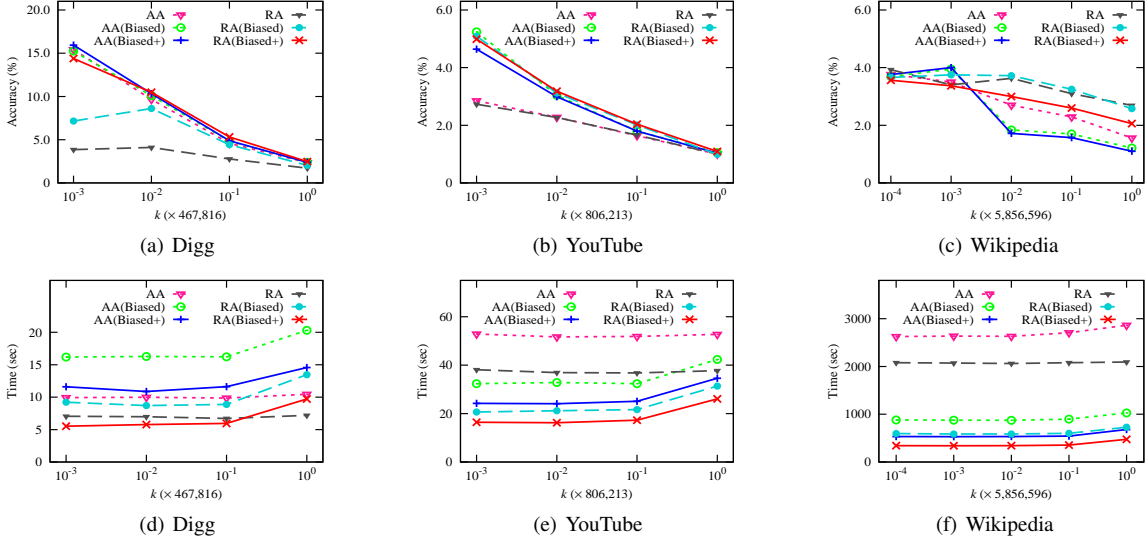 Accuracy (%)
20.0
15.0
10.0
5.0
0.0
10^-3 10^-2 10^-1 10^0
k (× 467,816)
AA RA
AA(Biased) RA(Biased)
AA(Biased+) RA(Biased+)
(a) Digg
Accuracy (%)
6.0
4.0
2.0
0.0
10^-3 10^-2 10^-1 10^0
k (× 806,213)
AA RA
AA(Biased) RA(Biased)
AA(Biased+) RA(Biased+)
(b) YouTube
Accuracy (%)
6.0
4.0
2.0
0.0
10^-4 10^-3 10^-2 10^-1 10^0
k (× 5,856,596)
AA RA
AA(Biased) RA(Biased)
AA(Biased+) RA(Biased+)
(c) Wikipedia
Time (sec)
20
15
10
5
0
10^-3 10^-2 10^-1 10^0
k (× 467,816)
AA RA
AA(Biased) RA(Biased)
AA(Biased+) RA(Biased+)
(d) Digg
Time (sec)
60
40
20
0
10^-3 10^-2 10^-1 10^0
k (× 806,213)
AA RA
AA(Biased) RA(Biased)
AA(Biased+) RA(Biased+)
(e) YouTube
Time (sec)
3000
2000
1000
0
10^-4 10^-3 10^-2 10^-1 10^0
k (× 5,856,596)
AA RA
AA(Biased) RA(Biased)
AA(Biased+) RA(Biased+)
(f) Wikipedia